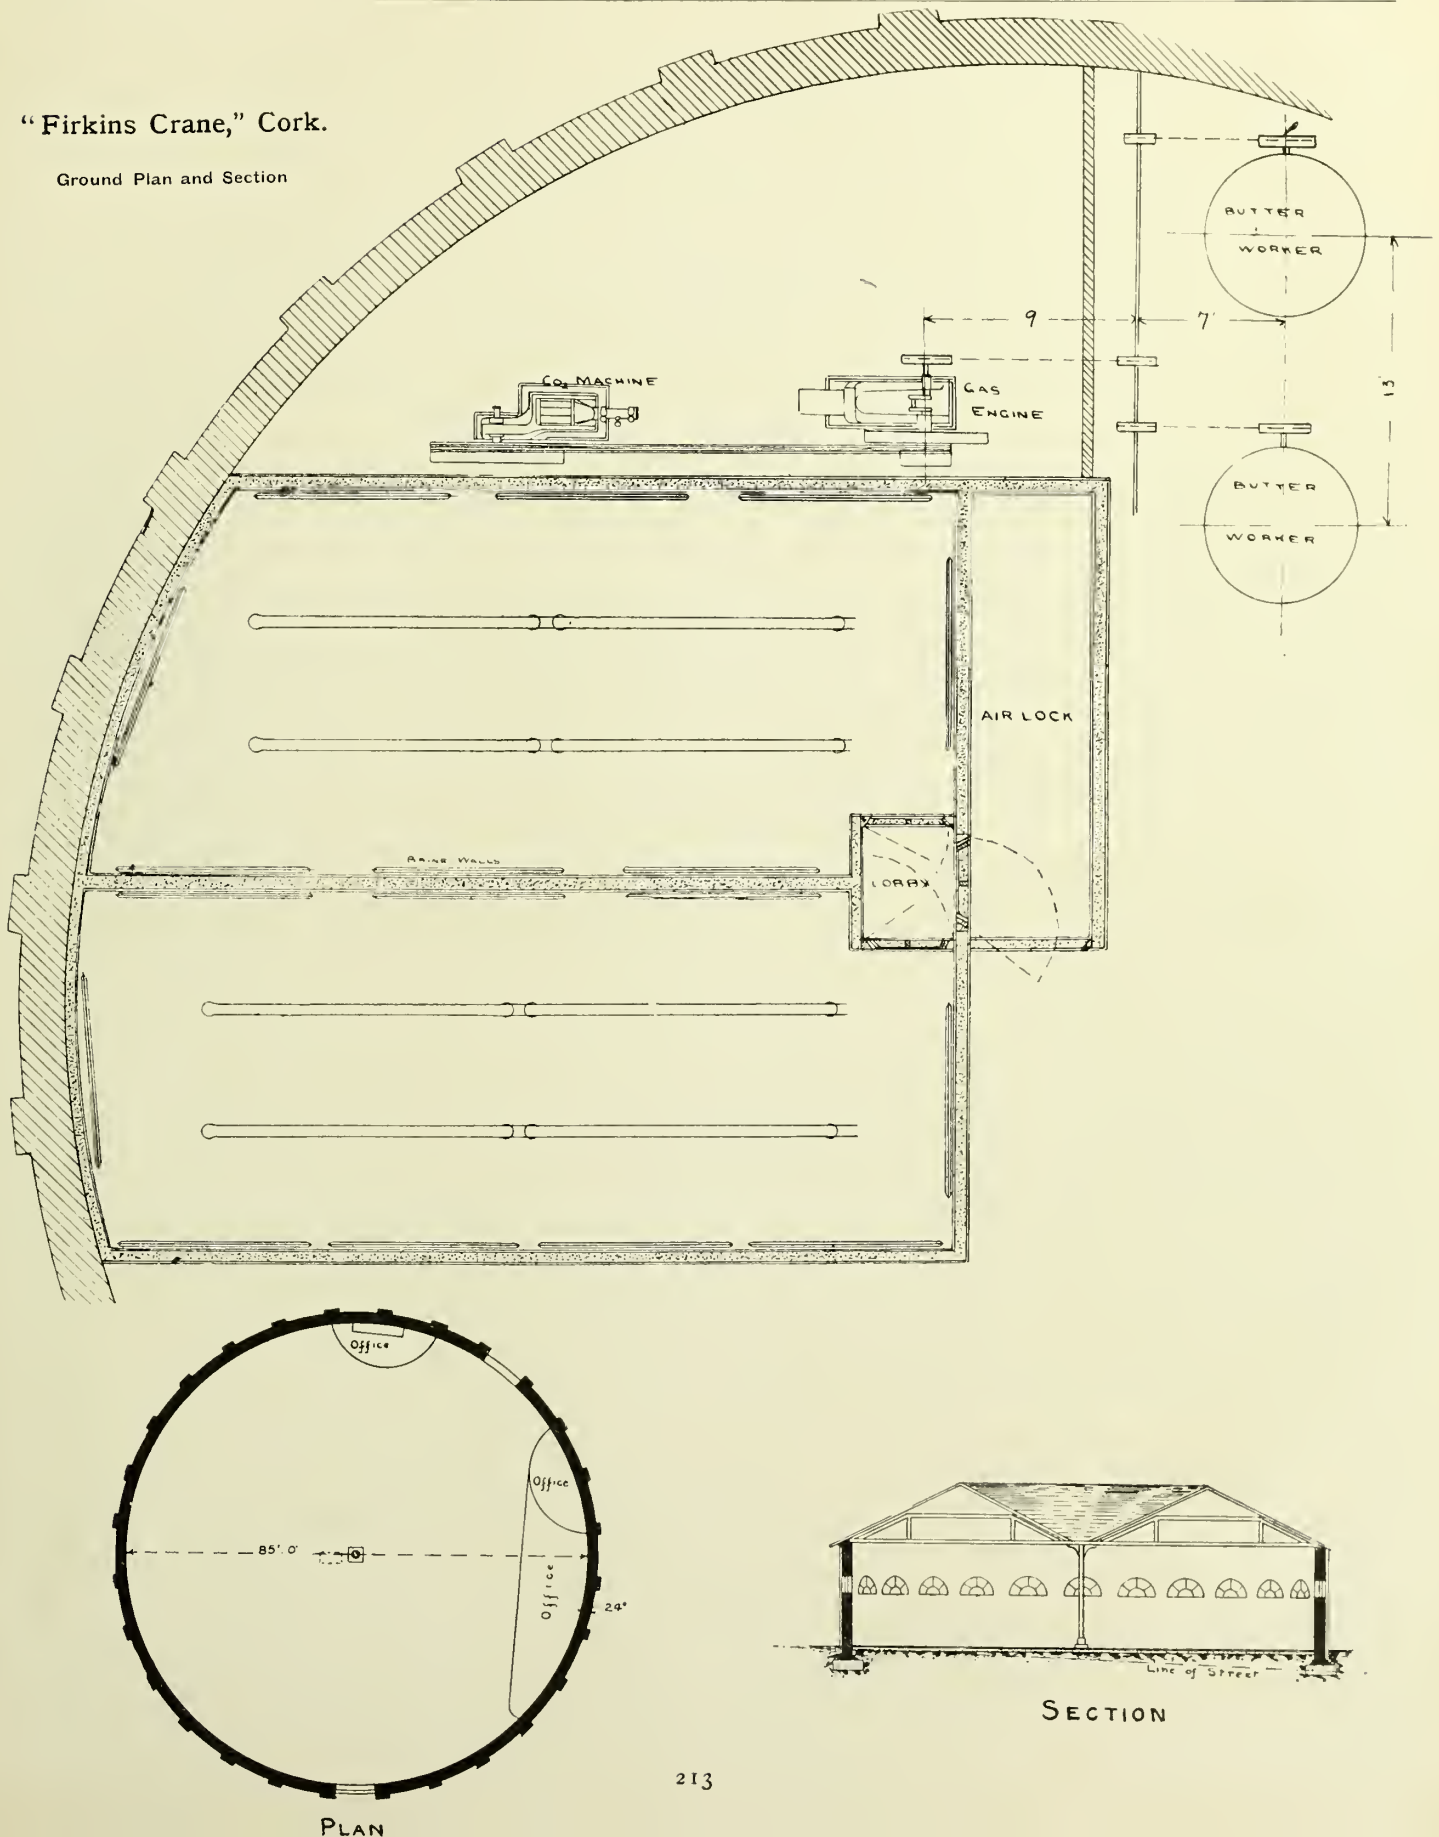 “Firkins Crane,” Cork.
Ground Plan and Section
BUTTER
WORKER
9
7'
13'
CO₂ MACHINE
GAS
ENGINE
BUTTER
WORKER
AIR LOCK
BRINE WALLS
LOBBY
Office
Office
85'. 0"
Office
24"
Line of Street
SECTION
213
PLAN